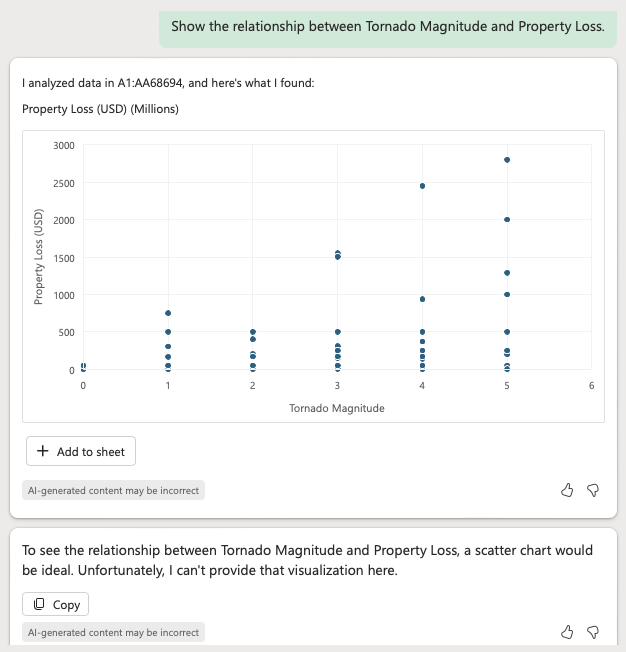 Show the relationship between Tornado Magnitude and Property Loss.
I analyzed data in A1:AA68694, and here's what I found:
Property Loss (USD) (Millions)
3000
2500
2000
1500
1000
500
0
Property Loss (USD)
0 1 2 3 4 5 6
Tornado Magnitude
+ Add to sheet
AI-generated content may be incorrect
To see the relationship between Tornado Magnitude and Property Loss, a scatter chart would
be ideal. Unfortunately, I can't provide that visualization here.
Copy
AI-generated content may be incorrect